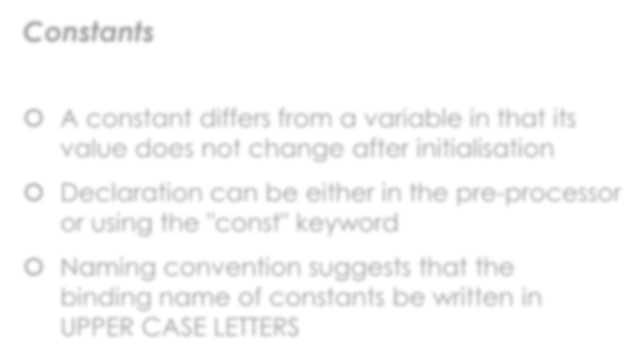 Constants
A constant differs from a variable in that its
value does not change after initialisation
Declaration can be either in the pre-processor
or using the "const" keyword
Naming convention suggests that the
binding name of constants be written in
UPPER CASE LETTERS